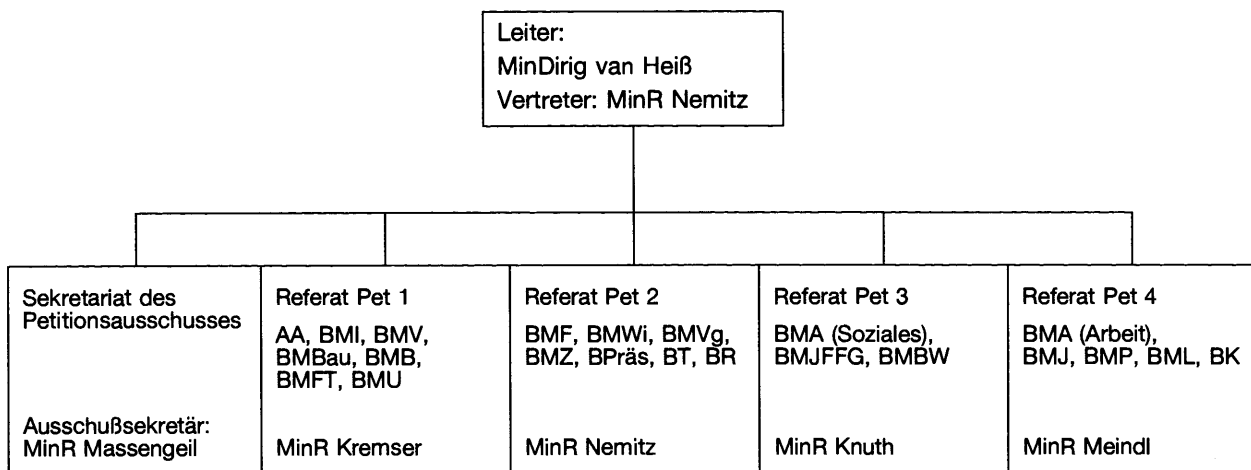 Leiter:
MinDirig van Heiß
Vertreter: MinR Nemitz
Sekretariat des
Petitionsausschusses
Ausschußsekretär:
MinR Massengeil
Referat Pet 1
AA, BMI, BMV,
BMBau, BMB,
BMFT, BMU
MinR Kremser
Referat Pet 2
BMF, BMWi, BMVg,
BMZ, BPräs, BT, BR
MinR Nemitz
Referat Pet 3
BMA (Soziales),
BMJFFG, BMBW
MinR Knuth
Referat Pet 4
BMA (Arbeit),
BMJ, BMP, BML, BK
MinR Meindl